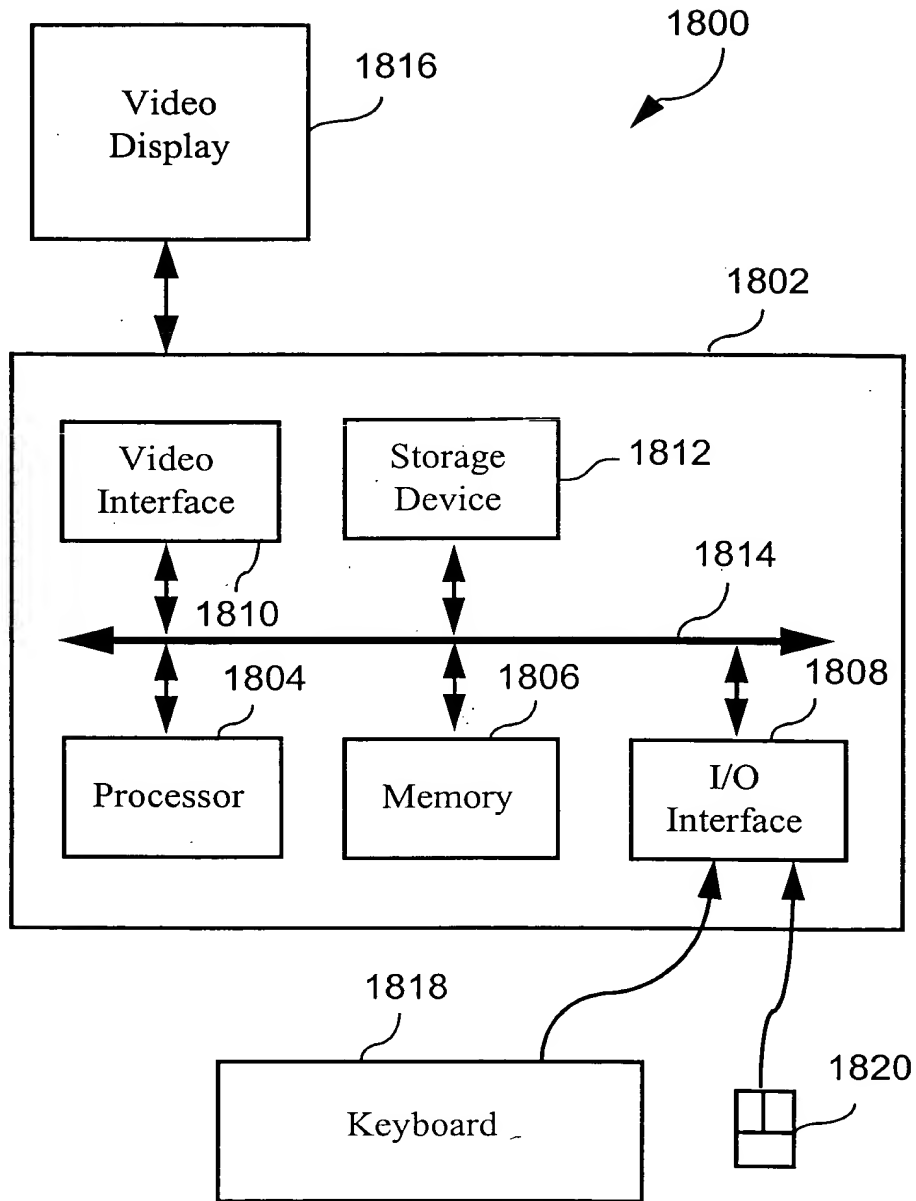 1800
Video
Display
1816
1802
Video
Interface
1810
Storage
Device
1812
1814
1804
Processor
1806
Memory
1808
I/O
Interface
1818
Keyboard
1820